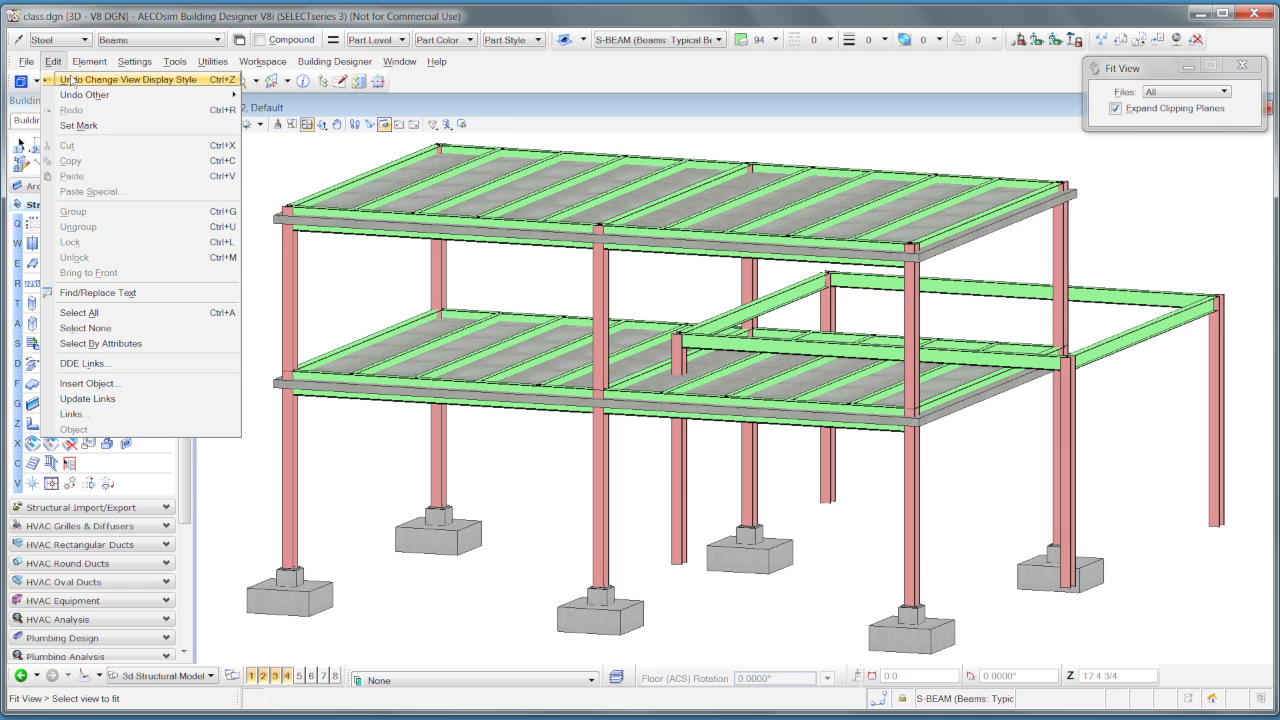 class.dgn [3D - V8 DGN] - AECOsim Building Designer V8i (SELECTseries 3) (Not for Commercial Use)
Steel Beams Compound Part Level Part Color Part Style S-BEAM (Beams: Typical Be 94 0 0 0 0
File Edit Element Settings Tools Utilities Workspace Building Designer Window Help
Fit View
Files: All
Expand Clipping Planes
Undo Change View Display Style Ctrl+Z
Undo Other
Redo Ctrl+R
Set Mark
Cut Ctrl+X
Copy Ctrl+C
Paste Ctrl+V
Paste Special...
Group Ctrl+G
Ungroup Ctrl+U
Lock Ctrl+L
Unlock Ctrl+M
Bring to Front
Find/Replace Text
Select All Ctrl+A
Select None
Select By Attributes
DDE Links...
Insert Object...
Update Links
Links...
Object
Buildin
2, Default
Buildin
Arc
Str
Q
W
E
R
T
A
S
D
F
G
Z
X
C
V
Structural Import/Export
HVAC Grilles & Diffusers
HVAC Rectangular Ducts
HVAC Round Ducts
HVAC Oval Ducts
HVAC Equipment
HVAC Analysis
Plumbing Design
Plumbing Analysis
3d Structural Model 1 2 3 4 5 6 7 8 None Floor (ACS) Rotation 0.0000° 0:0 0.0000° Z 17:4 3/4
Fit View > Select view to fit S-BEAM (Beams: Typic